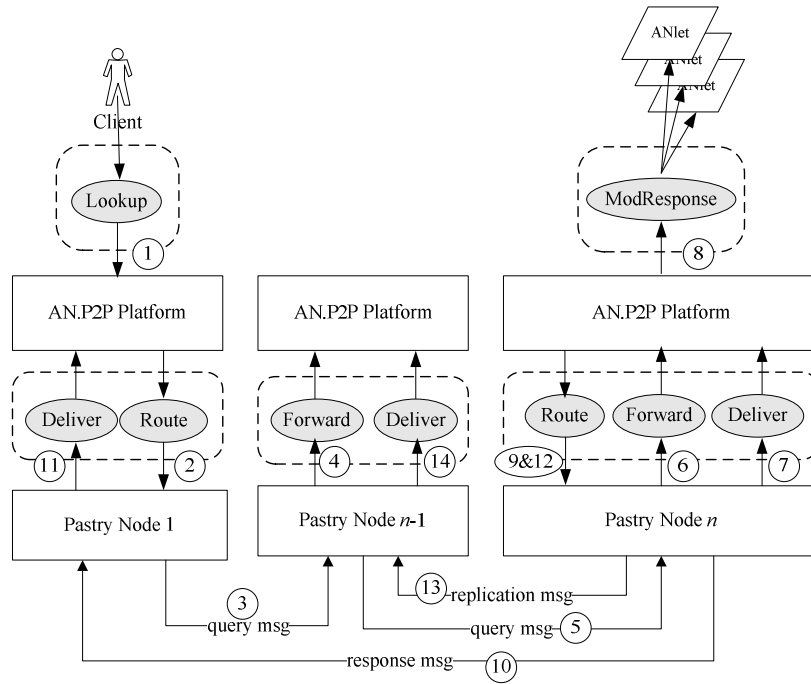 ANlet
ANlet
ANlet
Client
Lookup
ModResponse
1
8
AN.P2P Platform
AN.P2P Platform
AN.P2P Platform
Deliver
Route
Forward
Deliver
Route
Forward
Deliver
11
2
4
14
9&12
6
7
Pastry Node 1
Pastry Node n-1
Pastry Node n
13
replication msg
3
query msg
query msg
5
response msg
10